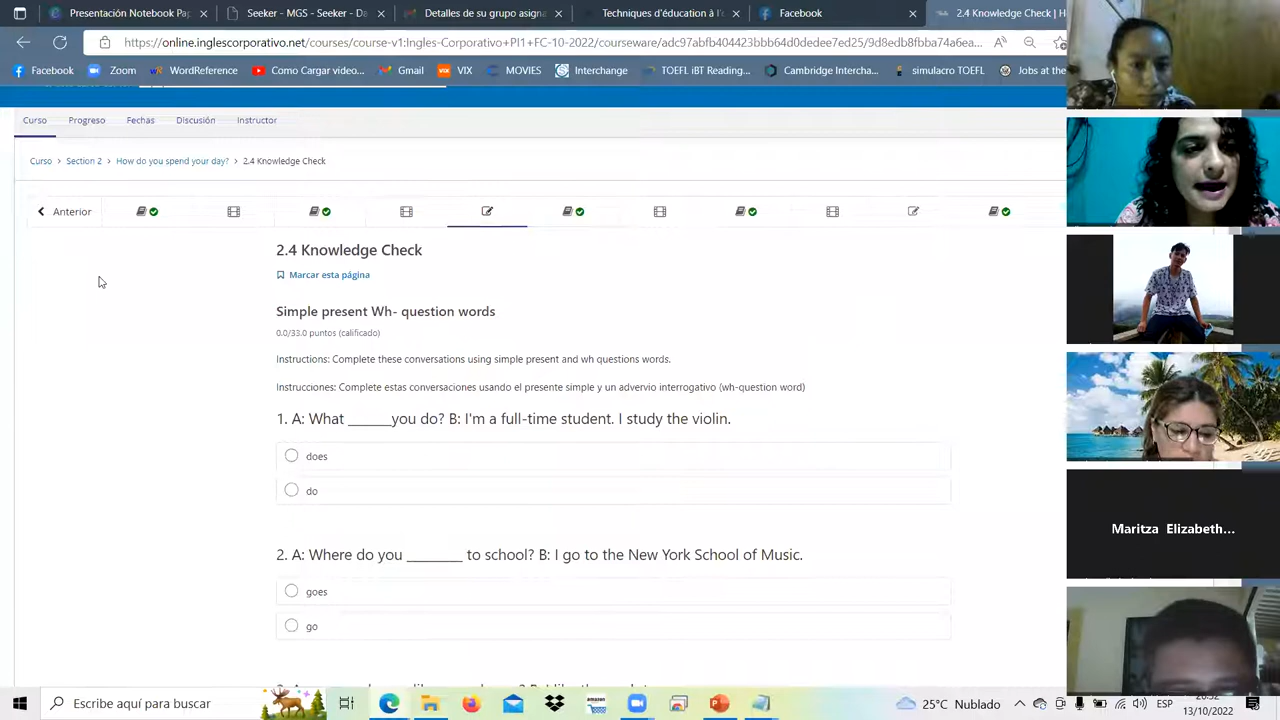 Presentación Notebook Pap
2.Seeker - MGS - Seeker - Da
Detalles de su grupo asigna
Techniques d'éducation à l'o
Facebook
2.4 Knowledge Check | H
https://online.inglescorporativo.net/courses/course-v1:Ingles-Corporativo+PI1+FC-10-2022/courseware/adc97abfb404423bbb64d0dedee7ed25/9d8edb8fbba74a6ea...
Facebook
Zoom
WordReference
Como Cargar video...
Gmail
VIX
MOVIES
Interchange
TOEFL iBT Reading...
Cambridge Intercha...
simulacro TOEFL
Jobs at the
Curso
Progreso
Fechas
Discusión
Instructor
Curso > Section 2 > How do you spend your day? > 2.4 Knowledge Check
Anterior
2.4 Knowledge Check
Marcar esta página
Simple present Wh- question words
0.0/33.0 puntos (calificado)
Instructions: Complete these conversations using simple present and wh questions words.
Instrucciones: Complete estas conversaciones usando el presente simple y un advervio interrogativo (wh-question word)
1. A: What ______you do? B: I'm a full-time student. I study the violin.
does
do
2. A: Where do you _______ to school? B: I go to the New York School of Music.
goes
go
Maritza Elizabeth...
Escribe aquí para buscar
25°C Nublado
ESP
13/10/2022